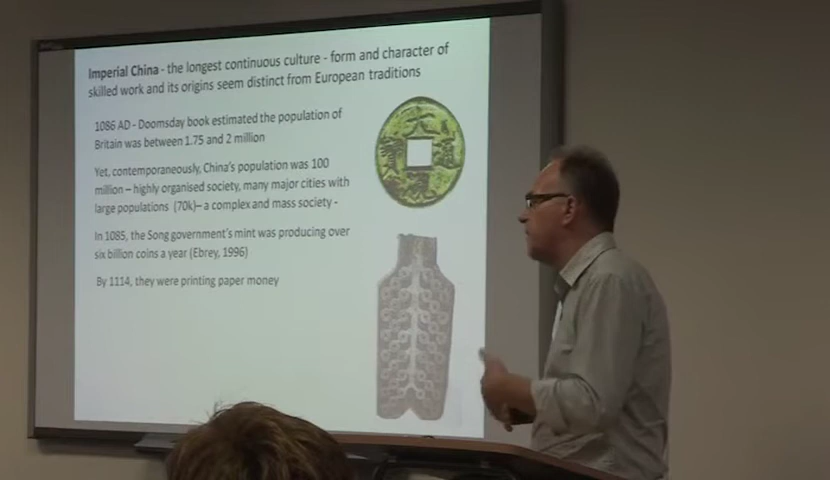 Imperial China - the longest continuous culture - form and character of
skilled work and its origins seem distinct from European traditions
1086 AD - Doomsday book estimated the population of
Britain was between 1.75 and 2 million
Yet, contemporaneously, China's population was 100
million – highly organised society, many major cities with
large populations (70k)– a complex and mass society -
In 1085, the Song government's mint was producing over
six billion coins a year (Ebrey, 1996)
By 1114, they were printing paper money
大